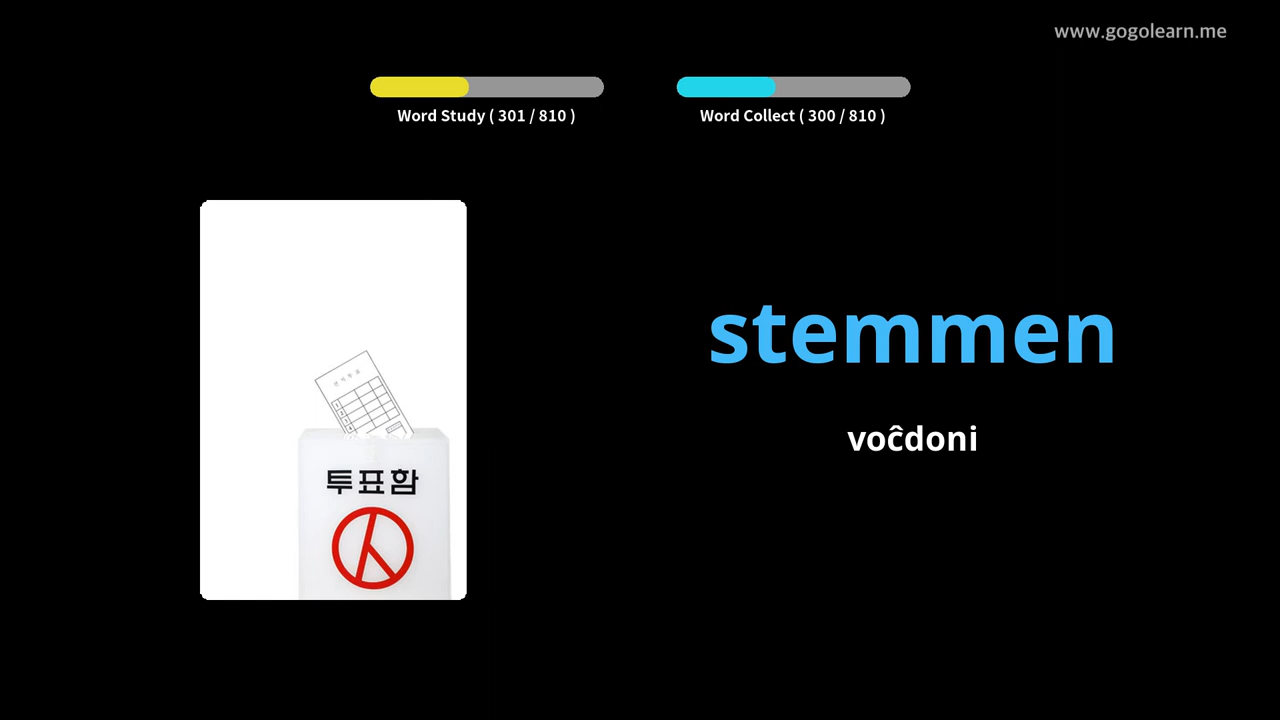 www.gogolearn.me
Word Study ( 301 / 810 )
Word Collect ( 300 / 810 )
stemmen
voĉdoni
투표함